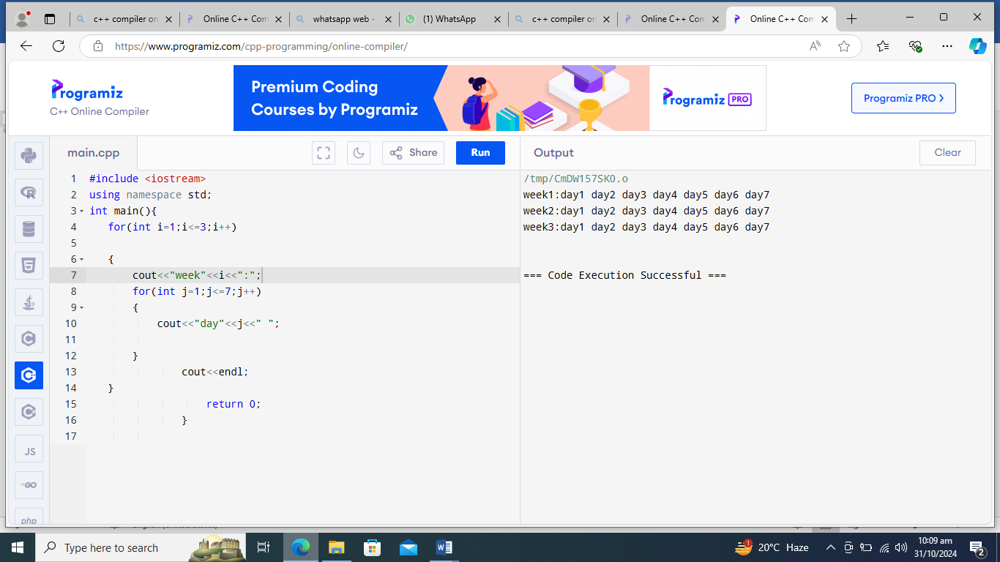 c++ compiler on
Online C++ Com
whatsapp web -
(1) WhatsApp
c++ compiler on
Online C++ Com
Online C++ Com
https://www.programiz.com/cpp-programming/online-compiler/
Programiz
C++ Online Compiler
Premium Coding
Courses by Programiz
Programiz PRO
Programiz PRO ›
main.cpp
Share
Run
Output
Clear
1 #include <iostream>
2 using namespace std;
3 int main(){
4 for(int i=1;i<=3;i++)
5
6 {
7 cout<<"week"<<i<<":";
8 for(int j=1;j<=7;j++)
9 {
10 cout<<"day"<<j<<" ";
11
12 }
13 cout<<endl;
14 }
15 return 0;
16 }
17
/tmp/CmDW157SKO.o
week1:day1 day2 day3 day4 day5 day6 day7
week2:day1 day2 day3 day4 day5 day6 day7
week3:day1 day2 day3 day4 day5 day6 day7
=== Code Execution Successful ===
JS
GO
php
Type here to search
20°C Haze
10:09 am
31/10/2024
2